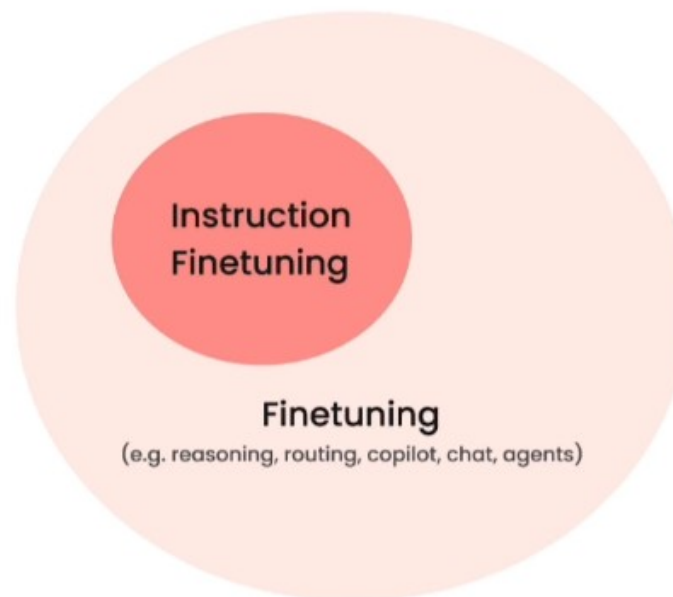 Instruction
Finetuning
Finetuning
(e.g. reasoning, routing, copilot, chat, agents)